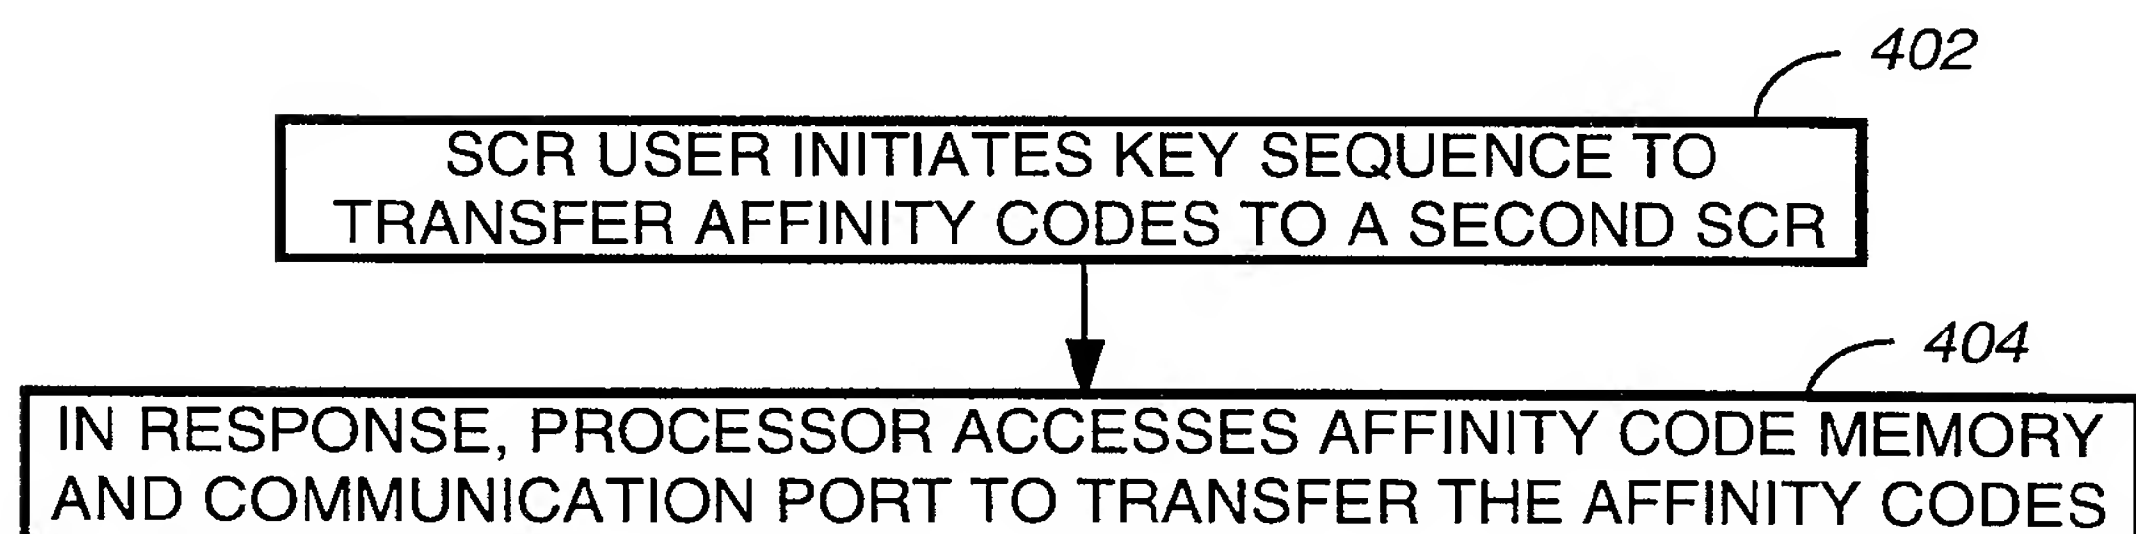 402
SCR USER INITIATES KEY SEQUENCE TO
TRANSFER AFFINITY CODES TO A SECOND SCR
404
IN RESPONSE, PROCESSOR ACCESSES AFFINITY CODE MEMORY
AND COMMUNICATION PORT TO TRANSFER THE AFFINITY CODES